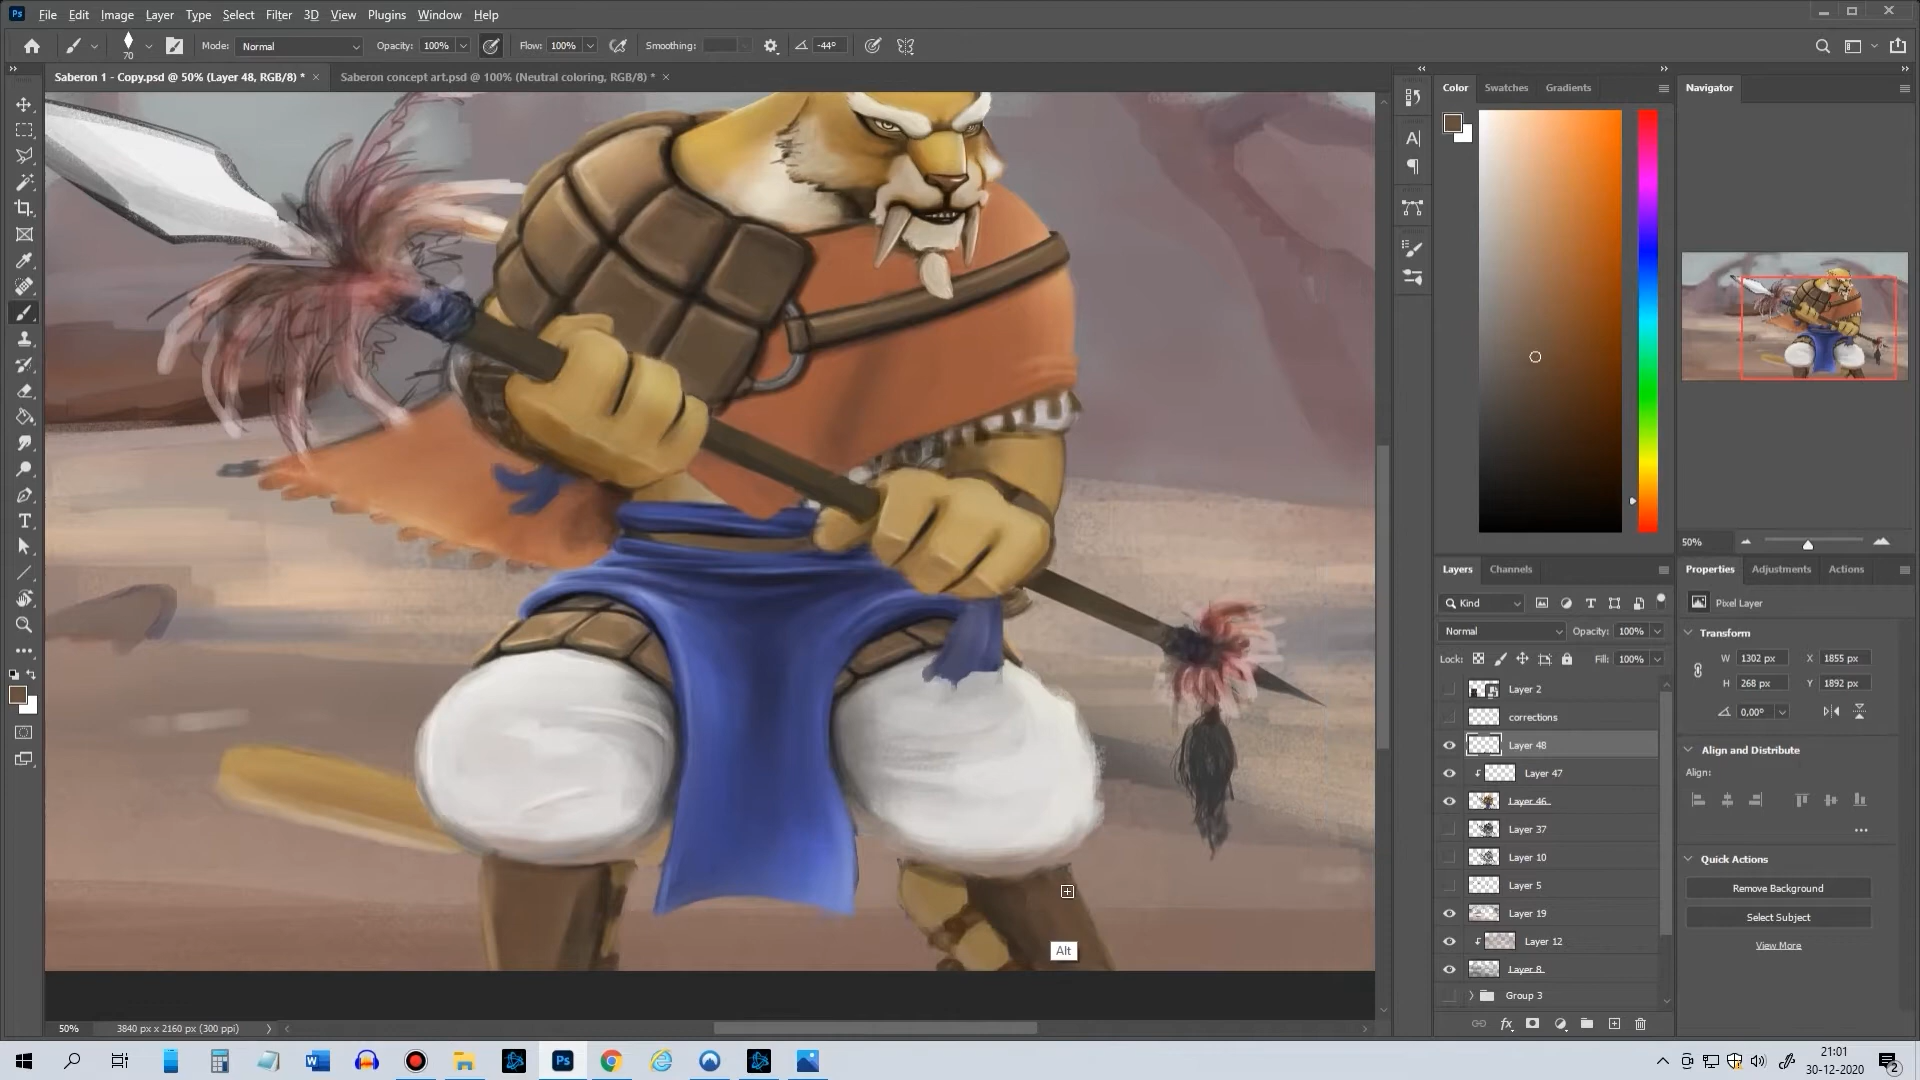 Ps File Edit Image Layer Type Select Filter 3D View Plugins Window Help
70 Mode: Normal Opacity: 100% Flow: 100% Smoothing: -44°
Saberon 1 - Copy.psd @ 50% (Layer 48, RGB/8) * × Saberon concept art.psd @ 100% (Neutral coloring, RGB/8) * ×
Color Swatches Gradients
Navigator
50%
Layers Channels
Kind
Normal Opacity: 100%
Lock: Fill: 100%
Layer 2
corrections
Layer 48
Layer 47
Layer 46
Layer 37
Layer 10
Layer 5
Layer 19
Layer 12
Layer 8
Group 3
fx
Properties Adjustments Actions
Pixel Layer
Transform
W 1302 px X 1855 px
H 268 px Y 1892 px
0,00°
Align and Distribute
Align:
Quick Actions
Remove Background
Select Subject
View More
Alt
50% 3840 px x 2160 px (300 ppi)
Ps
21:01
30-12-2020
2